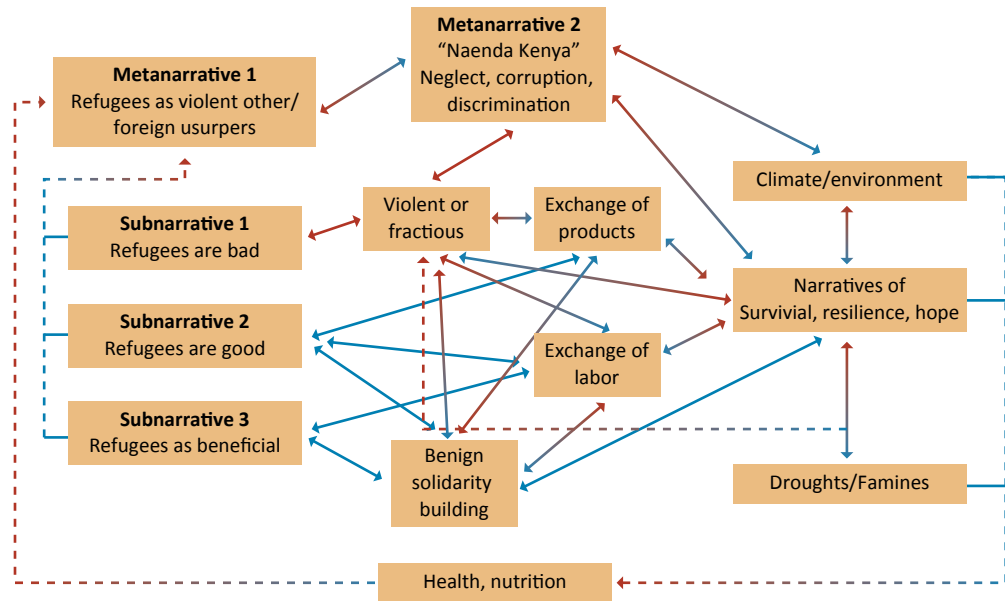 Metanarrative 1
Refugees as violent other/
foreign usurpers
Metanarrative 2
“Naenda Kenya”
Neglect, corruption,
discrimination
Climate/environment
Subnarrative 1
Refugees are bad
Violent or
fractious
Exchange of
products
Narratives of
Survivial, resilience, hope
Subnarrative 2
Refugees are good
Exchange of
labor
Subnarrative 3
Refugees as beneficial
Benign
solidarity
building
Droughts/Famines
Health, nutrition